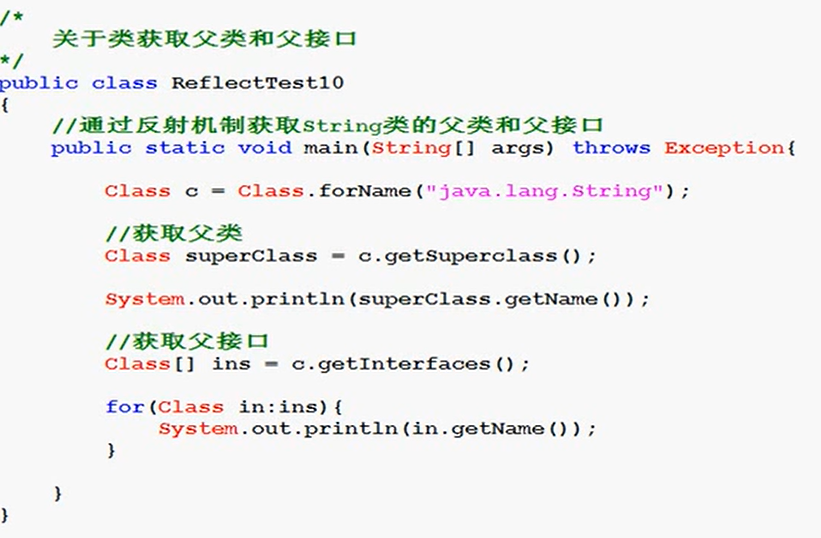 /*
    关于类获取父类和父接口
*/
public class ReflectTest10
{
    //通过反射机制获取String类的父类和父接口
    public static void main(String[] args) throws Exception{
        Class c = Class.forName("java.lang.String");
        //获取父类
        Class superClass = c.getSuperclass();
        System.out.println(superClass.getName());
        //获取父接口
        Class[] ins = c.getInterfaces();
        for(Class in:ins){
            System.out.println(in.getName());
        }
    }
}